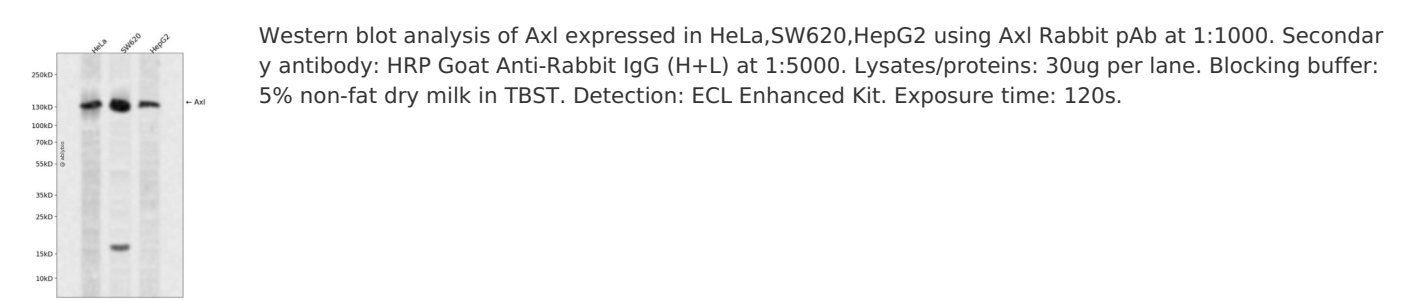 HeLa
SW620
HepG2
250kD
130kD
← Axl
100kD
70kD
@ ablybio
55kD
35kD
25kD
15kD
10kD
Western blot analysis of Axl expressed in HeLa,SW620,HepG2 using Axl Rabbit pAb at 1:1000. Secondar
y antibody: HRP Goat Anti-Rabbit IgG (H+L) at 1:5000. Lysates/proteins: 30ug per lane. Blocking buffer:
5% non-fat dry milk in TBST. Detection: ECL Enhanced Kit. Exposure time: 120s.